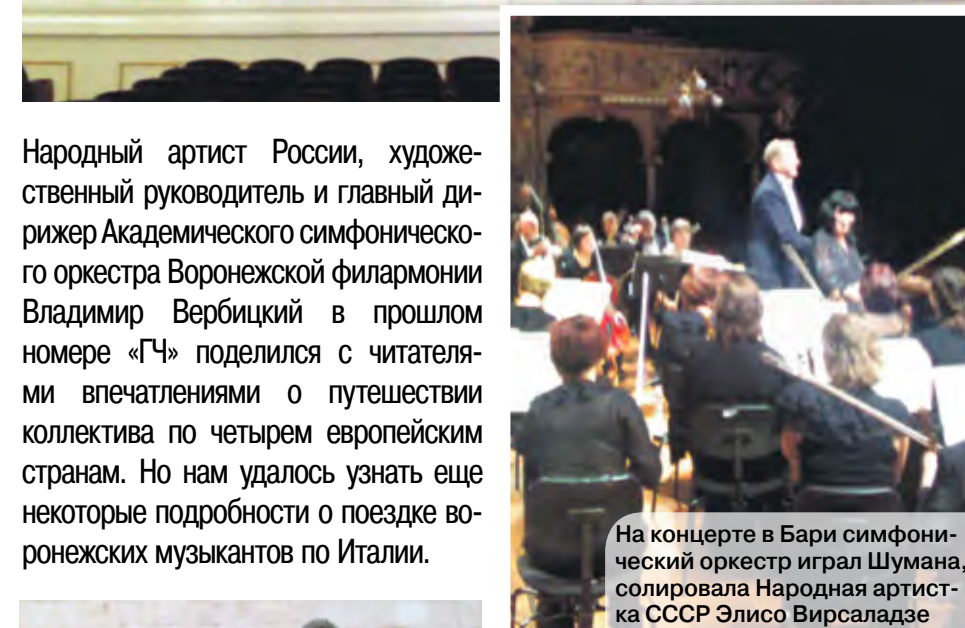 Народный артист России, художе-
ственный руководитель и главный ди-
рижер Академического симфоническо-
го оркестра Воронежской филармонии
Владимир Вербицкий в прошлом
номере «ГЧ» поделился с читателя-
ми впечатлениями о путешествии
коллектива по четырем европейским
странам. Но нам удалось узнать еще
некоторые подробности о поездке во-
ронежских музыкантов по Италии.
На концерте в Бари симфони-
ческий оркестр играл Шумана,
солировала Народная артист-
ка СССР Элисо Вирсаладзе